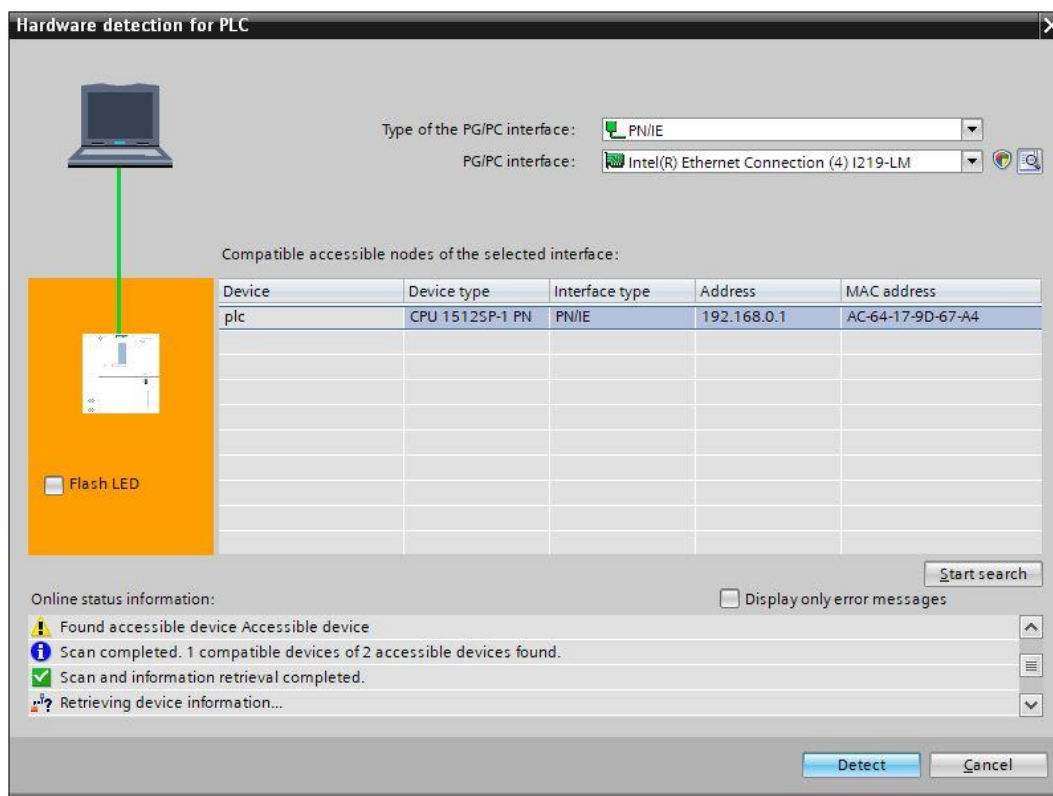 Hardware detection for PLC
Type of the PG/PC interface: PN/IE
PG/PC interface: Intel(R) Ethernet Connection (4) I219-LM
Compatible accessible nodes of the selected interface:
Device Device type Interface type Address MAC address
plc CPU 1512SP-1 PN PN/IE 192.168.0.1 AC-64-17-9D-67-A4
Flash LED
Start search
Online status information: Display only error messages
Found accessible device Accessible device
Scan completed. 1 compatible devices of 2 accessible devices found.
Scan and information retrieval completed.
Retrieving device information...
Detect Cancel